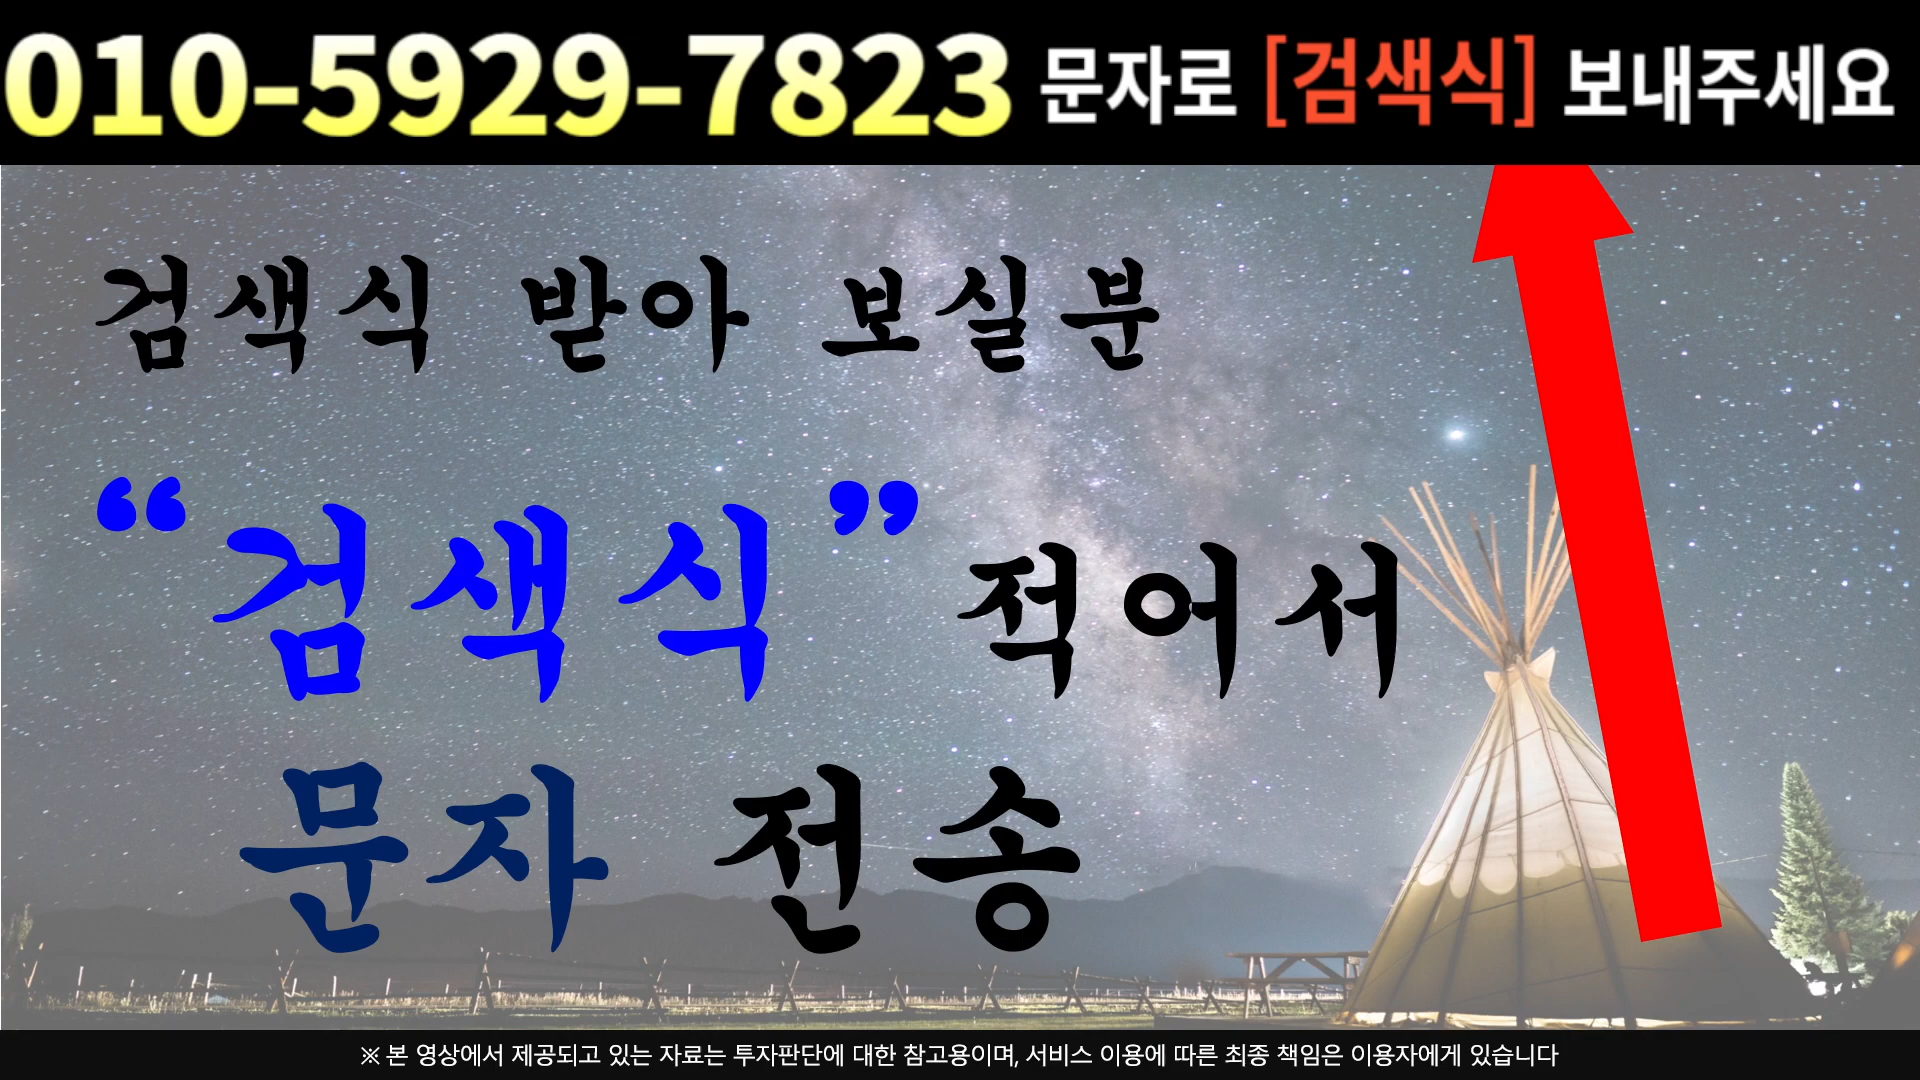 010-5929-7823 문자로 [검색식] 보내주세요
검색식 받아 보실분
“검색식” 적어서
문자 전송
※ 본 영상에서 제공되고 있는 자료는 투자판단에 대한 참고용이며, 서비스 이용에 따른 최종 책임은 이용자에게 있습니다